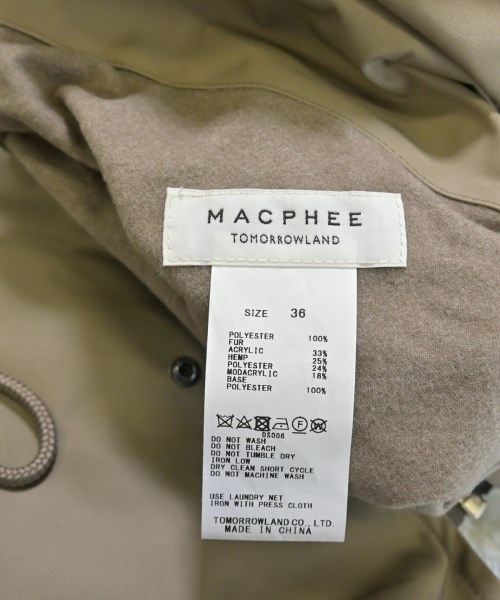 MACPHEE
TOMORROWLAND
SIZE 36
POLYESTER 100%
FUR
ACRYLIC 33%
HEMP 25%
POLYESTER 24%
MODACRYLIC 18%
BASE
POLYESTER 100%
DS006
DO NOT WASH
DO NOT BLEACH
DO NOT TUMBLE DRY
IRON LOW
DRY CLEAN SHORT CYCLE
DO NOT MACHINE WASH
USE LAUNDRY NET
IRON WITH PRESS CLOTH
TOMORROWLAND CO., LTD.
MADE IN CHINA